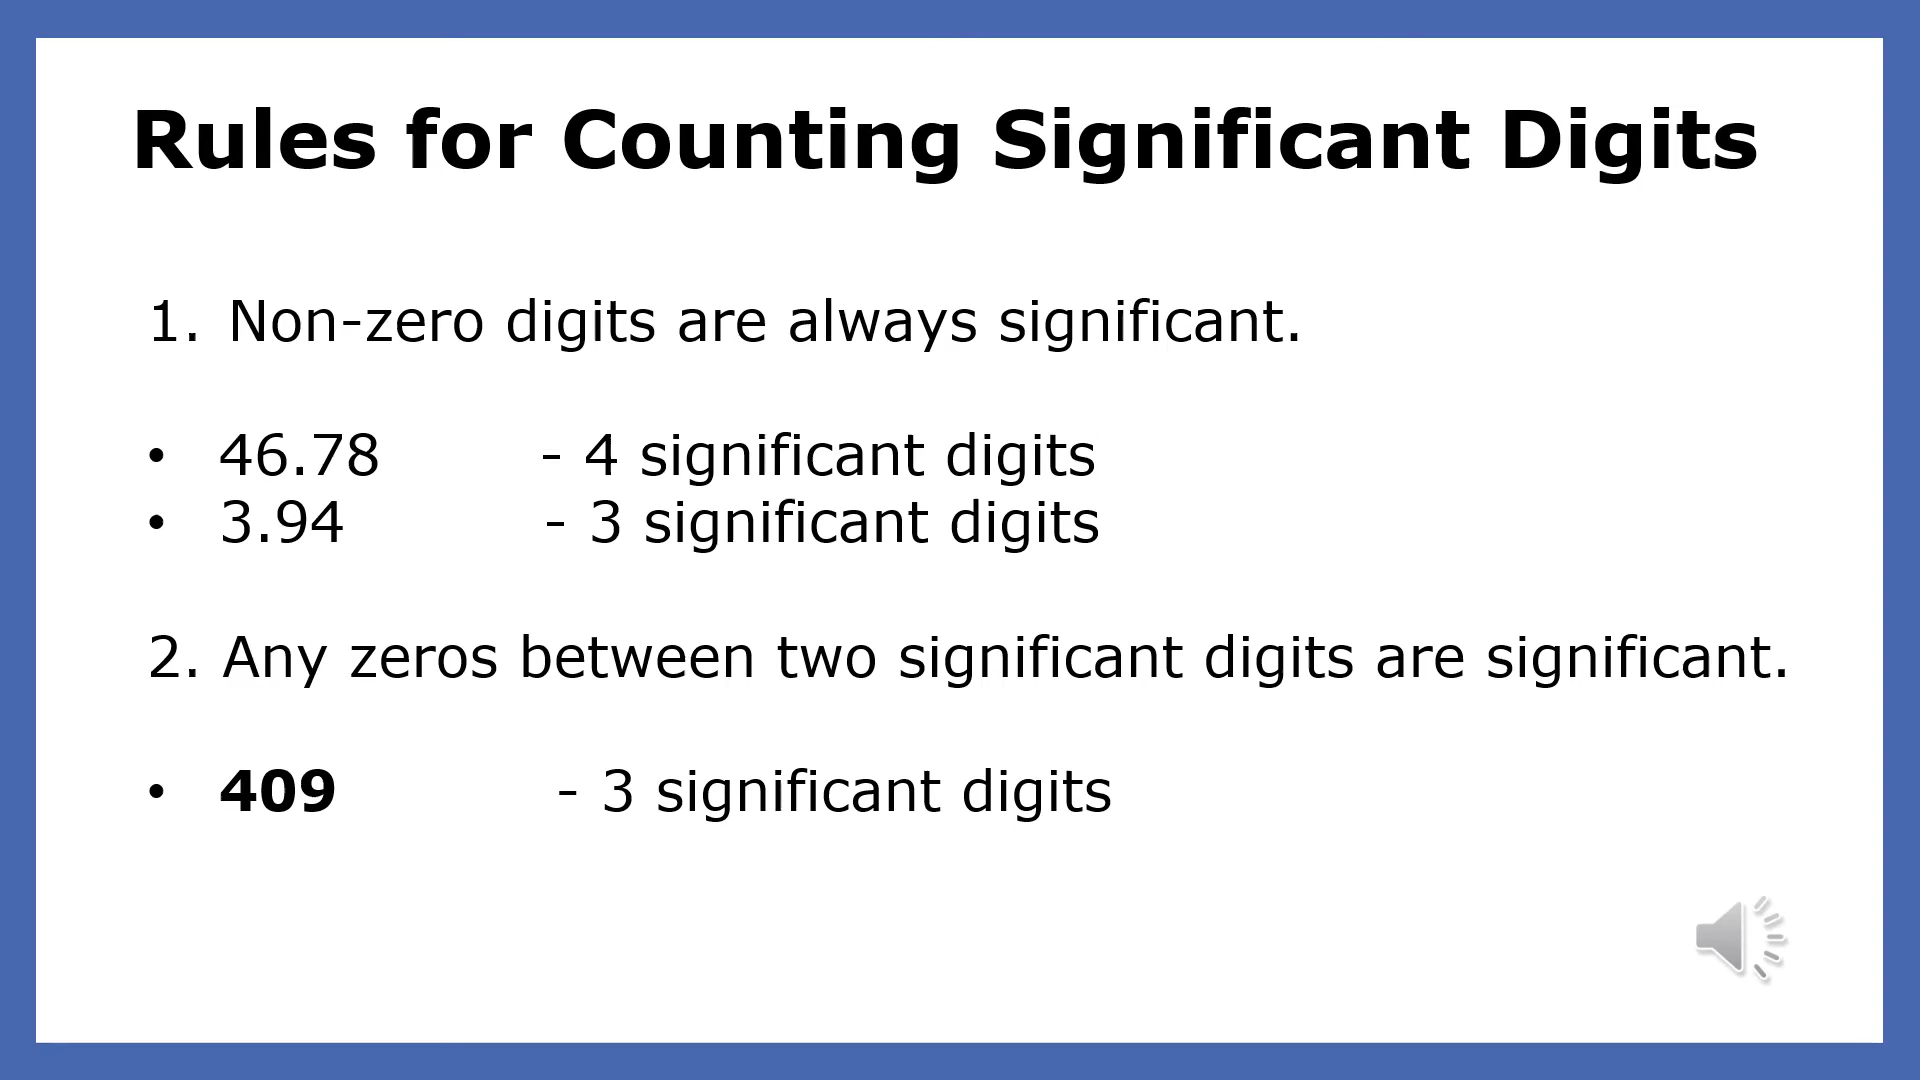 Rules for Counting Significant Digits
1. Non-zero digits are always significant.
• 46.78 - 4 significant digits
• 3.94 - 3 significant digits
2. Any zeros between two significant digits are significant.
• 409 - 3 significant digits